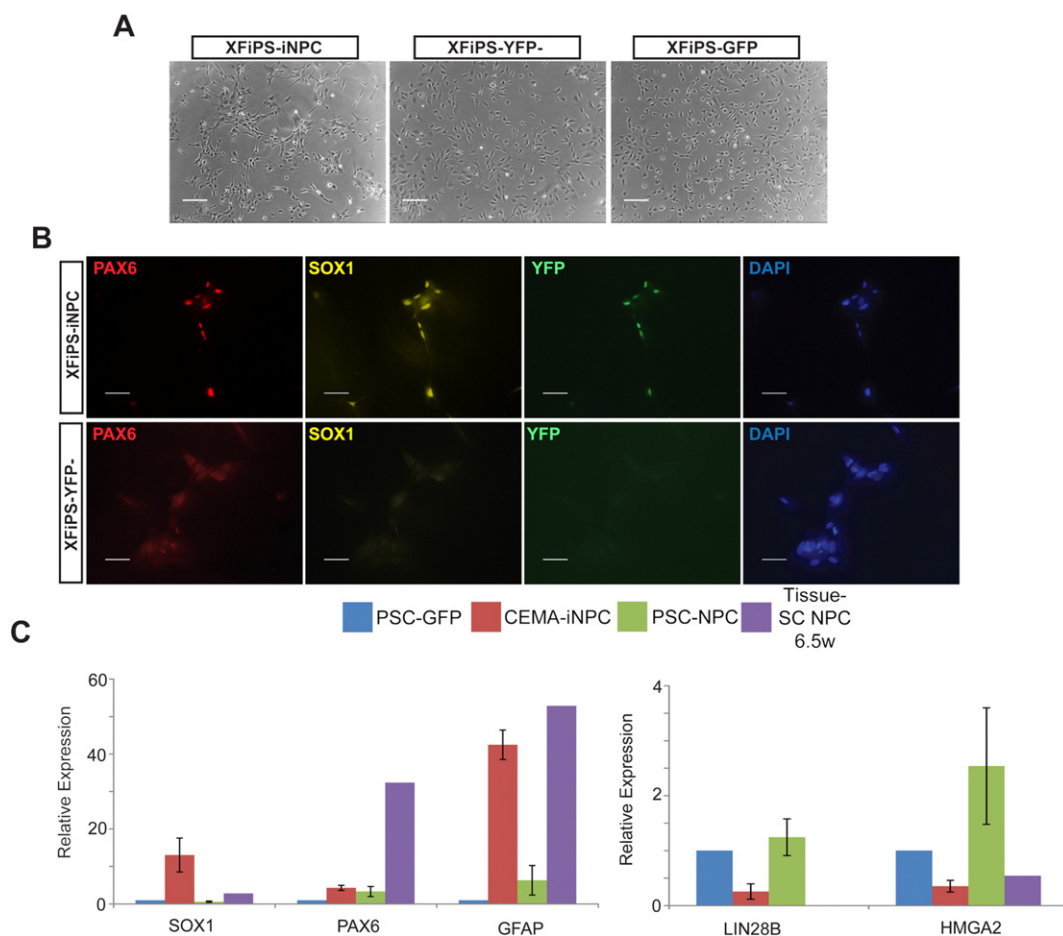 A
XFiPS-iNPC XFiPS-YFP- XFiPS-GFP
B
XFiPS-iNPC
PAX6 SOX1 YFP DAPI
XFiPS-YFP-
PAX6 SOX1 YFP DAPI
PSC-GFP CEMA-iNPC PSC-NPC Tissue-
SC NPC
6.5w
C
Relative Expression
60
40
20
0
SOX1 PAX6 GFAP
Relative Expression
4
2
0
LIN28B HMGA2